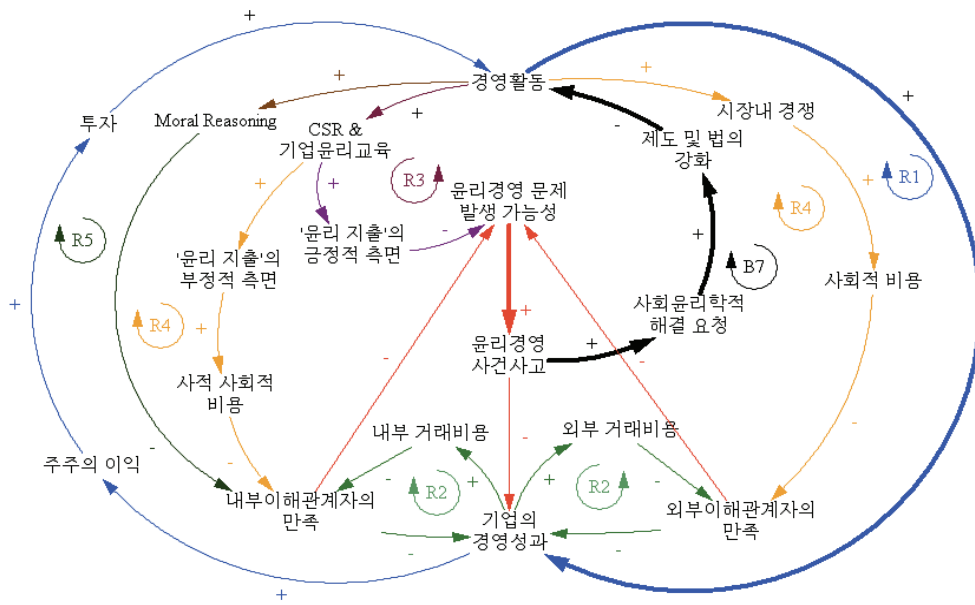 +
경영활동
+
+
+
투자
Moral Reasoning
+
시장내 경쟁
CSR &
기업윤리교육
-
제도 및 법의
강화
+
+
R3
윤리경영 문제
발생 가능성
+
R1
R5
R4
'윤리 지출'의
부정적 측면
'윤리 지출'의
긍정적 측면
-
+
B7
사회적 비용
+
R4
+
+
사회윤리학적
해결 요청
윤리경영
사건사고
+
-
-
사적 사회적
비용
-
내부 거래비용
외부 거래비용
-
주주의 이익
-
-
-
-
-
R2
+
+
R2
내부이해관계자의
만족
외부이해관계자의
만족
기업의
경영성과
-
-
+
+